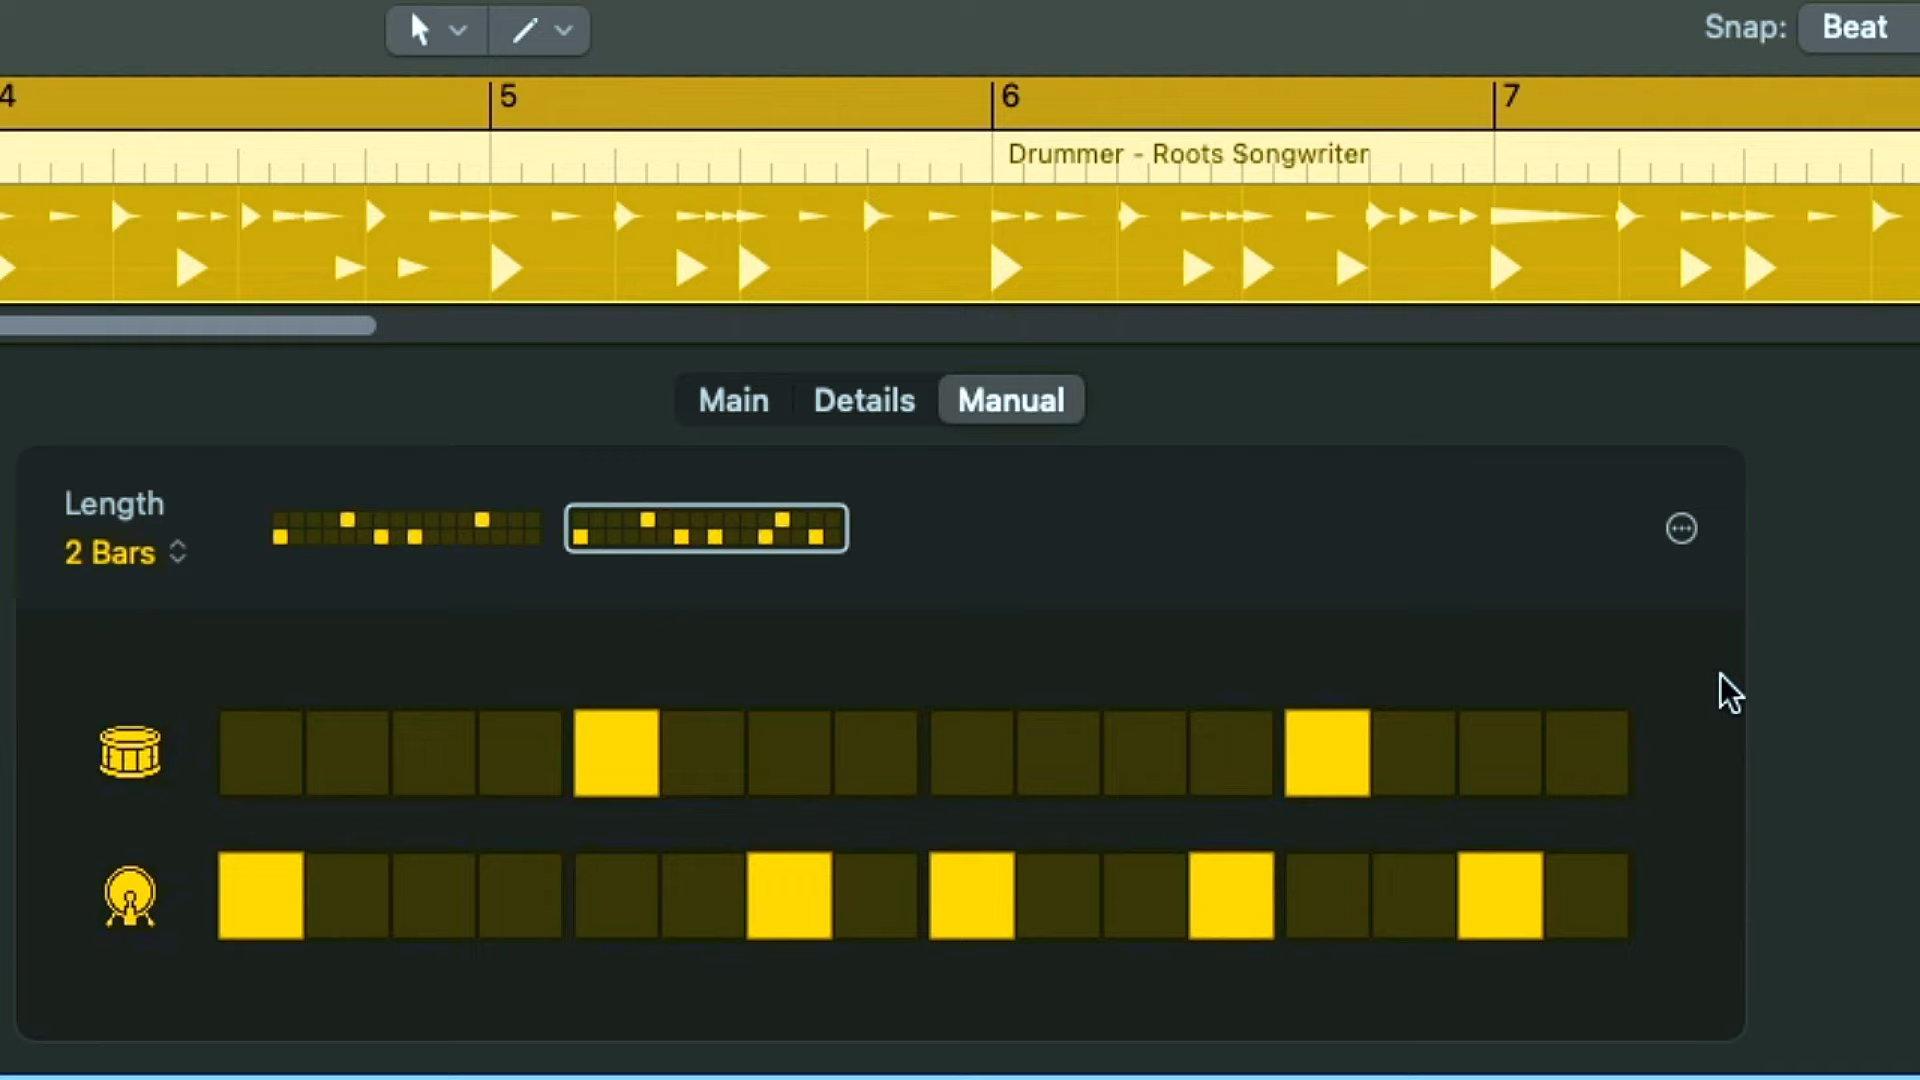 Snap: Beat
4 5 6 7
Drummer - Roots Songwriter
Main Details Manual
Length
2 Bars